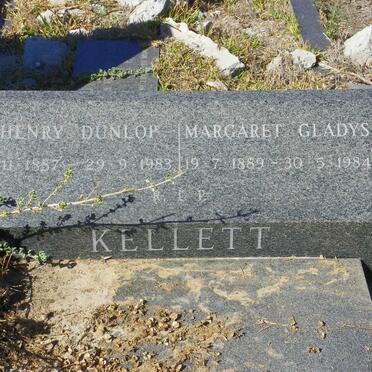 HENRY DUNLOP MARGARET GLADYS
11·1887 - 29·9·1983 19·7·1889 - 30·5·1984
R.I.P.
KELLETT